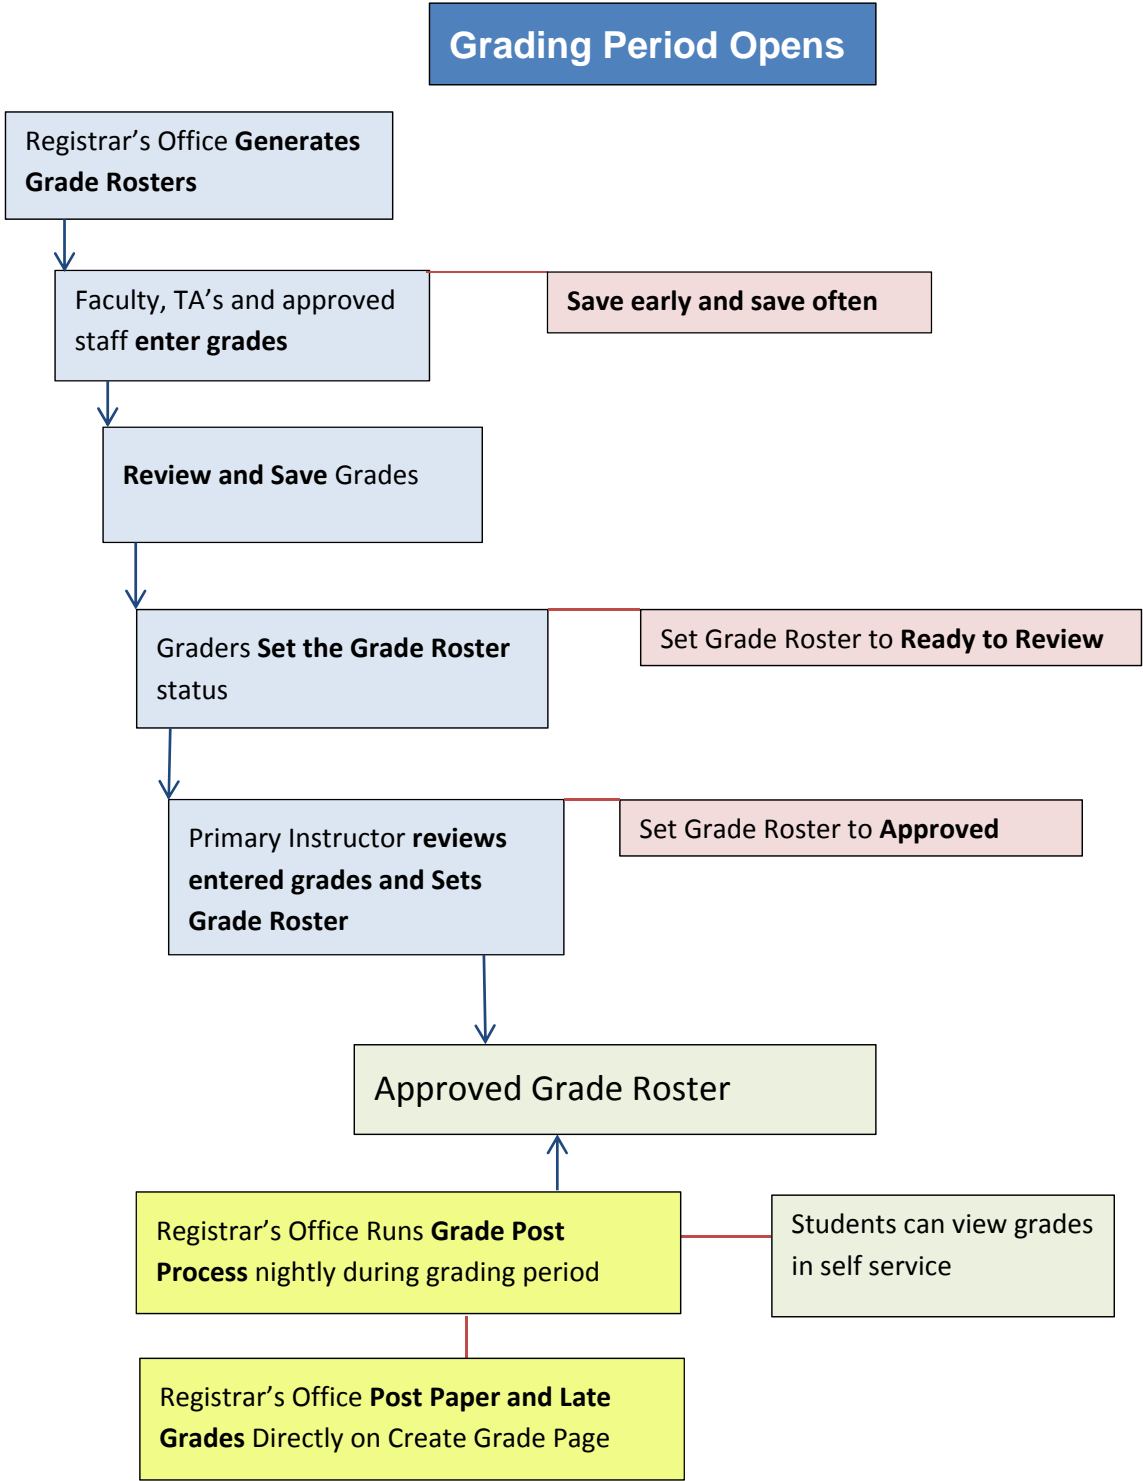 Grading Period Opens
Registrar’s Office Generates
Grade Rosters
Faculty, TA’s and approved
staff enter grades
Save early and save often
Review and Save Grades
Graders Set the Grade Roster
status
Set Grade Roster to Ready to Review
Primary Instructor reviews
entered grades and Sets
Grade Roster
Set Grade Roster to Approved
Approved Grade Roster
Registrar’s Office Runs Grade Post
Process nightly during grading period
Students can view grades
in self service
Registrar’s Office Post Paper and Late
Grades Directly on Create Grade Page